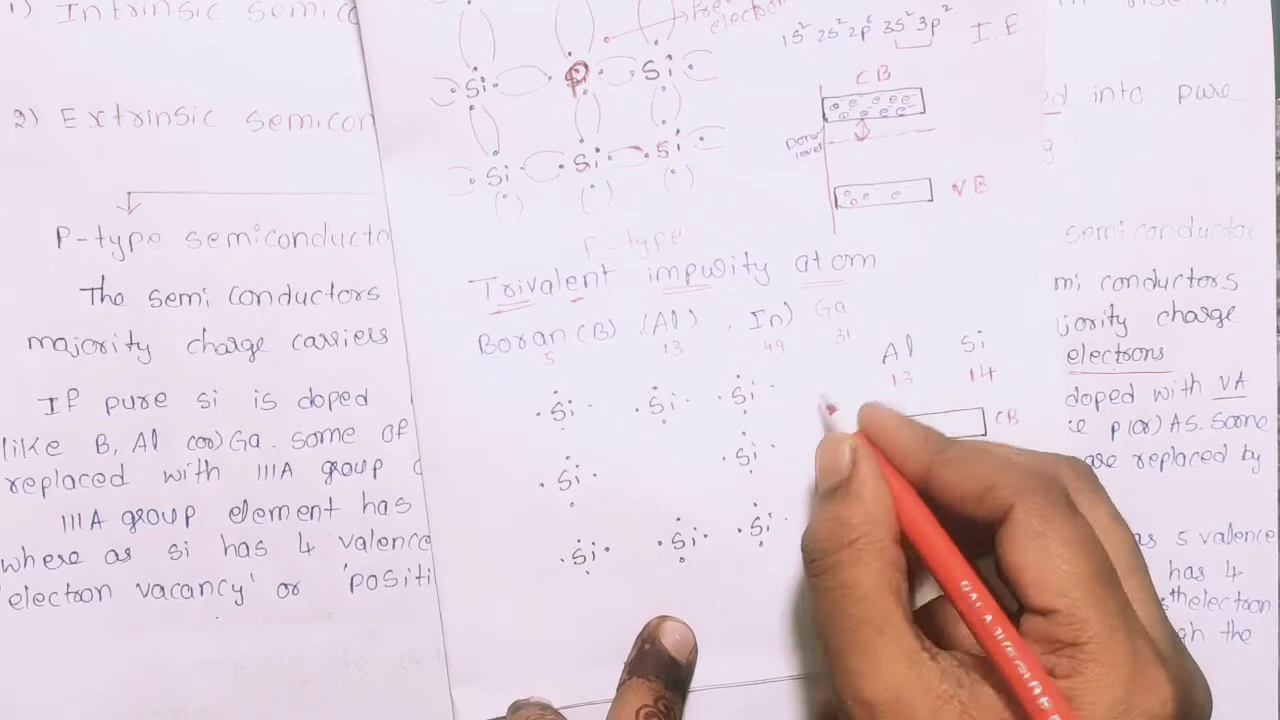 1) Intrinsic semic
2) Extrinsic semicon
P-type semiconducto
The semi conductors
majority charge carriers
If pure si is doped
like B, Al (or) Ga. some of
replaced with IIIA group
IIIA group element has
where as si has 4 valence
'electron vacancy' or 'positi
electron
1s² 2s² 2p⁶ 3s² 3p² I.E
Si P Si
Si Si Si
CB
e e e e e
e e e e
Donor
level
e e
VB
P-type
Trivalent impurity atom
Boran (B) (Al) , In) Ga
5 13 49 31
Al Si
13 14
CB
Si Si Si
Si Si
Si Si Si
ed into pure
g
semiconductor
mi conductors
jority charge
electrons
doped with VA
ie P(or) As. Some
are replaced by
as 5 valence
has 4
th electron
gh the